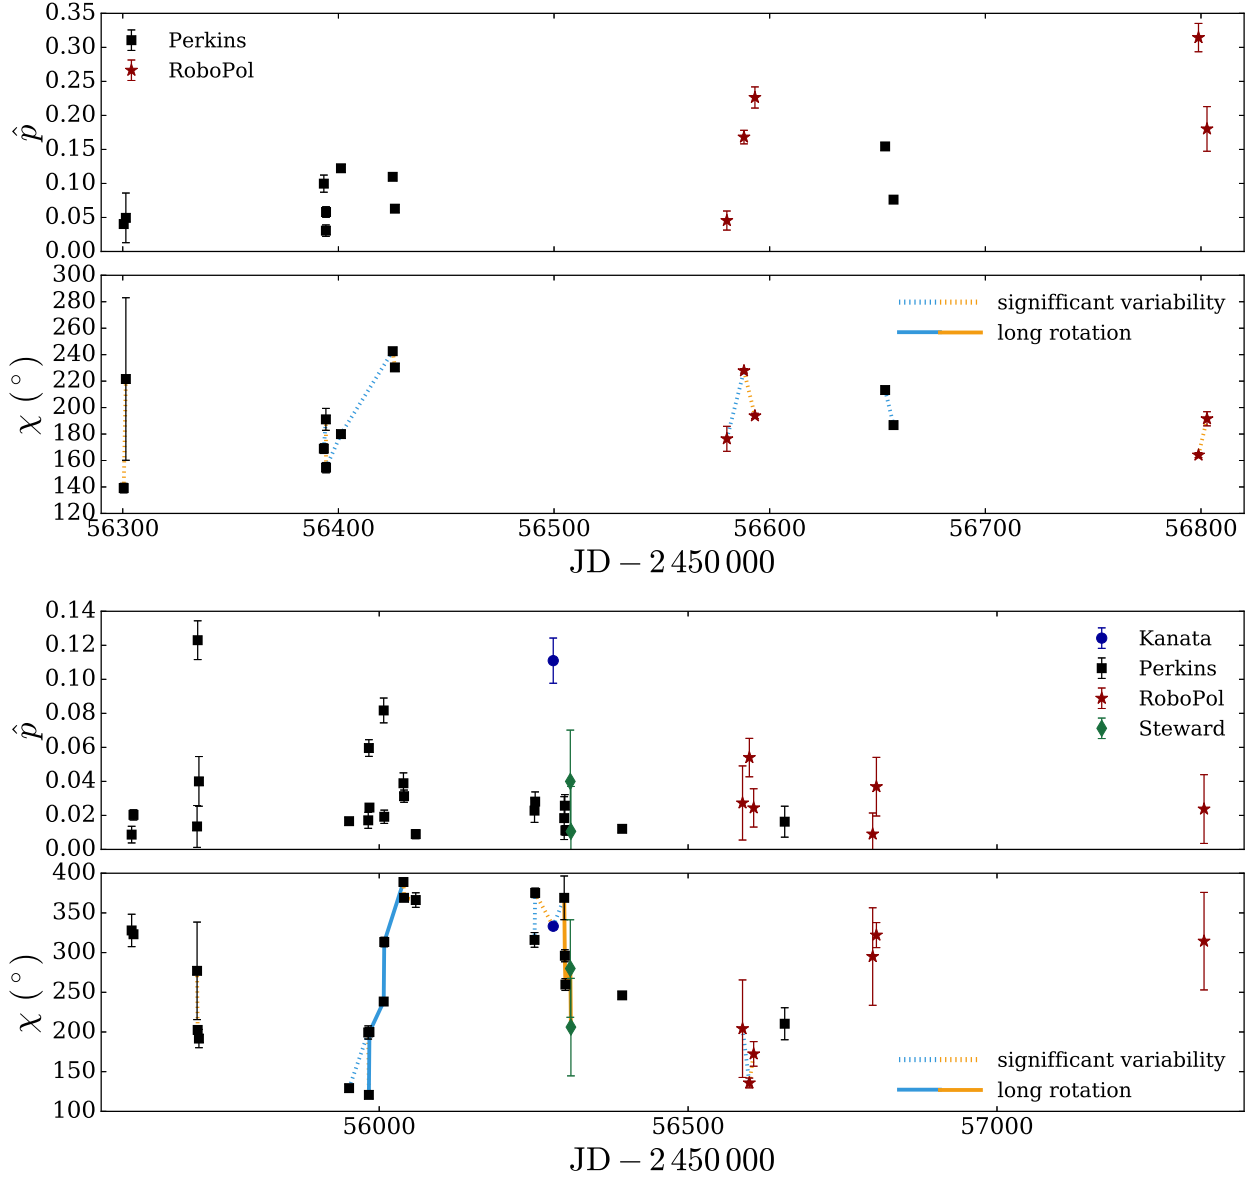 0.35
0.30
0.25
0.20
0.15
0.10
0.05
0.00
p̂
Perkins
RoboPol
300
280
260
240
220
200
180
160
140
120
χ (°)
signifficant variability
long rotation
56300 56400 56500 56600 56700 56800
JD − 2 450 000
0.14
0.12
0.10
0.08
0.06
0.04
0.02
0.00
p̂
Kanata
Perkins
RoboPol
Steward
400
350
300
250
200
150
100
χ (°)
signifficant variability
long rotation
56000 56500 57000
JD − 2 450 000